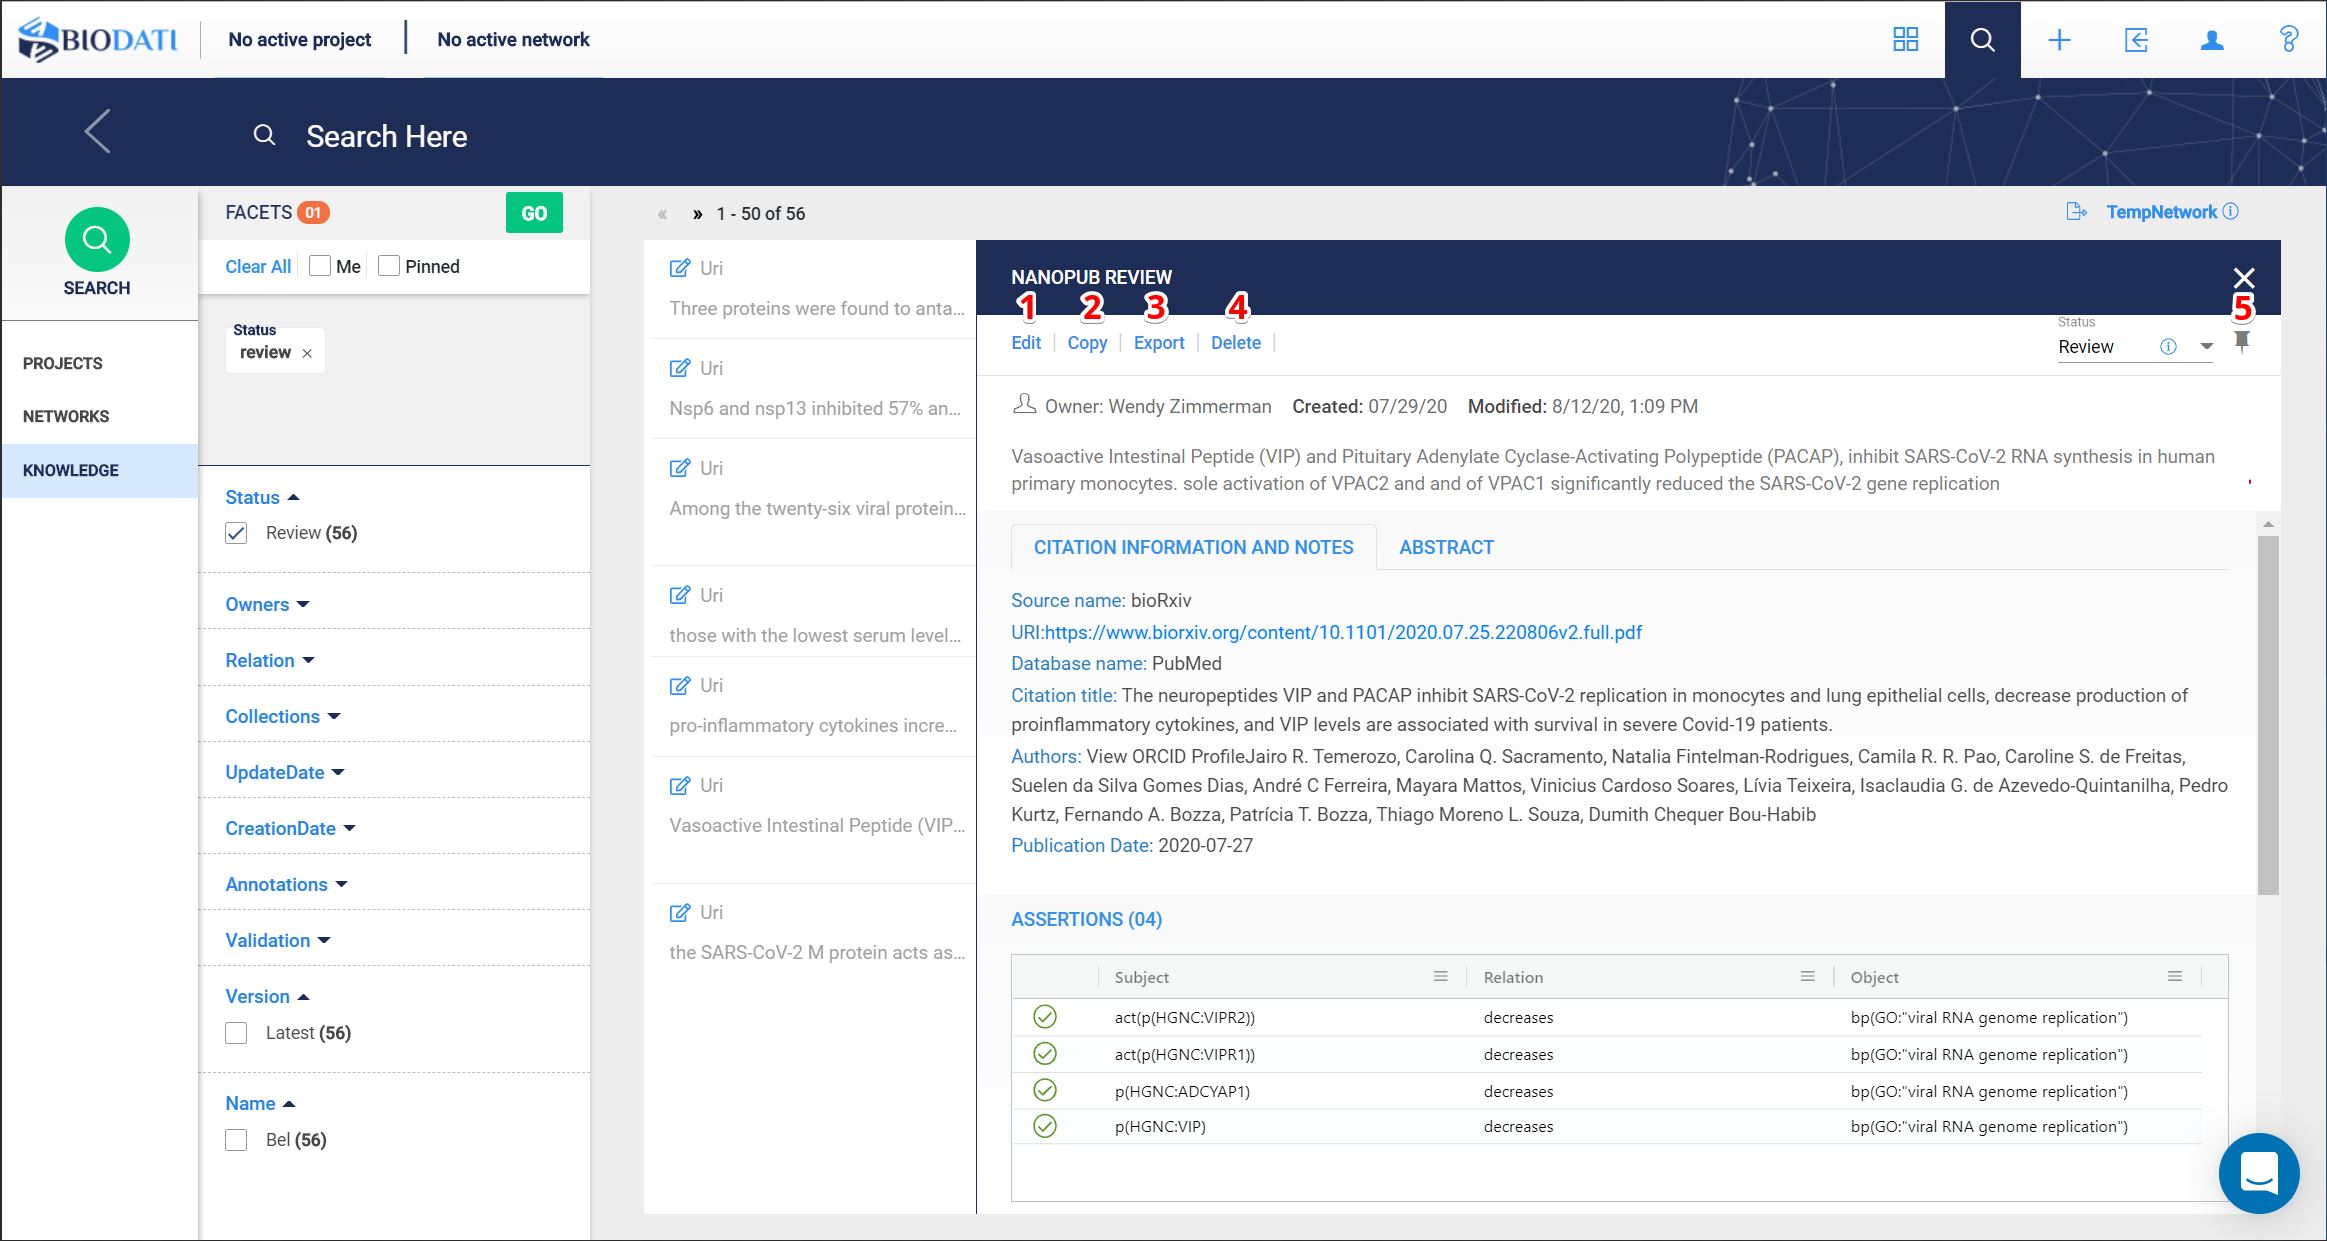 BIODATI
No active project
No active network
Search Here
SEARCH
PROJECTS
NETWORKS
KNOWLEDGE
FACETS 01
GO
Clear All
Me
Pinned
Status
review ×
Status
Review (56)
Owners
Relation
Collections
UpdateDate
CreationDate
Annotations
Validation
Version
Latest (56)
Name
Bel (56)
« » 1 - 50 of 56
TempNetwork
Uri
Three proteins were found to anta...
Uri
Nsp6 and nsp13 inhibited 57% an...
Uri
Among the twenty-six viral protein...
Uri
those with the lowest serum level...
Uri
pro-inflammatory cytokines incre...
Uri
Vasoactive Intestinal Peptide (VIP...
Uri
the SARS-CoV-2 M protein acts as...
NANOPUB REVIEW
1 2 3 4 5
Edit Copy Export Delete
Status
Review
Owner: Wendy Zimmerman Created: 07/29/20 Modified: 8/12/20, 1:09 PM
Vasoactive Intestinal Peptide (VIP) and Pituitary Adenylate Cyclase-Activating Polypeptide (PACAP), inhibit SARS-CoV-2 RNA synthesis in human
primary monocytes. sole activation of VPAC2 and and of VPAC1 significantly reduced the SARS-CoV-2 gene replication
CITATION INFORMATION AND NOTES
ABSTRACT
Source name: bioRxiv
URI:https://www.biorxiv.org/content/10.1101/2020.07.25.220806v2.full.pdf
Database name: PubMed
Citation title: The neuropeptides VIP and PACAP inhibit SARS-CoV-2 replication in monocytes and lung epithelial cells, decrease production of
proinflammatory cytokines, and VIP levels are associated with survival in severe Covid-19 patients.
Authors: View ORCID ProfileJairo R. Temerozo, Carolina Q. Sacramento, Natalia Fintelman-Rodrigues, Camila R. R. Pao, Caroline S. de Freitas,
Suelen da Silva Gomes Dias, André C Ferreira, Mayara Mattos, Vinicius Cardoso Soares, Lívia Teixeira, Isaclaudia G. de Azevedo-Quintanilha, Pedro
Kurtz, Fernando A. Bozza, Patrícia T. Bozza, Thiago Moreno L. Souza, Dumith Chequer Bou-Habib
Publication Date: 2020-07-27
ASSERTIONS (04)
Subject Relation Object
act(p(HGNC:VIPR2)) decreases bp(GO:"viral RNA genome replication")
act(p(HGNC:VIPR1)) decreases bp(GO:"viral RNA genome replication")
p(HGNC:ADCYAP1) decreases bp(GO:"viral RNA genome replication")
p(HGNC:VIP) decreases bp(GO:"viral RNA genome replication")